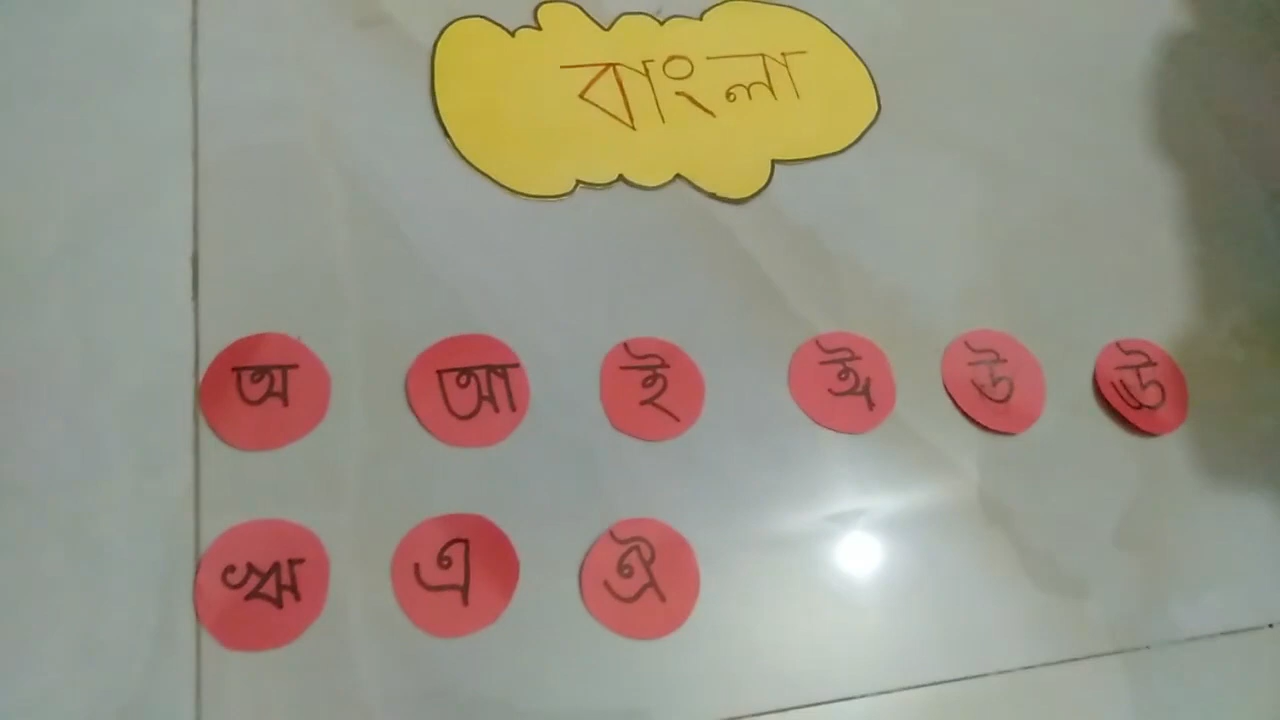 বাংলা
অ আ ই ঈ উ ঊ
ঋ এ ঐ